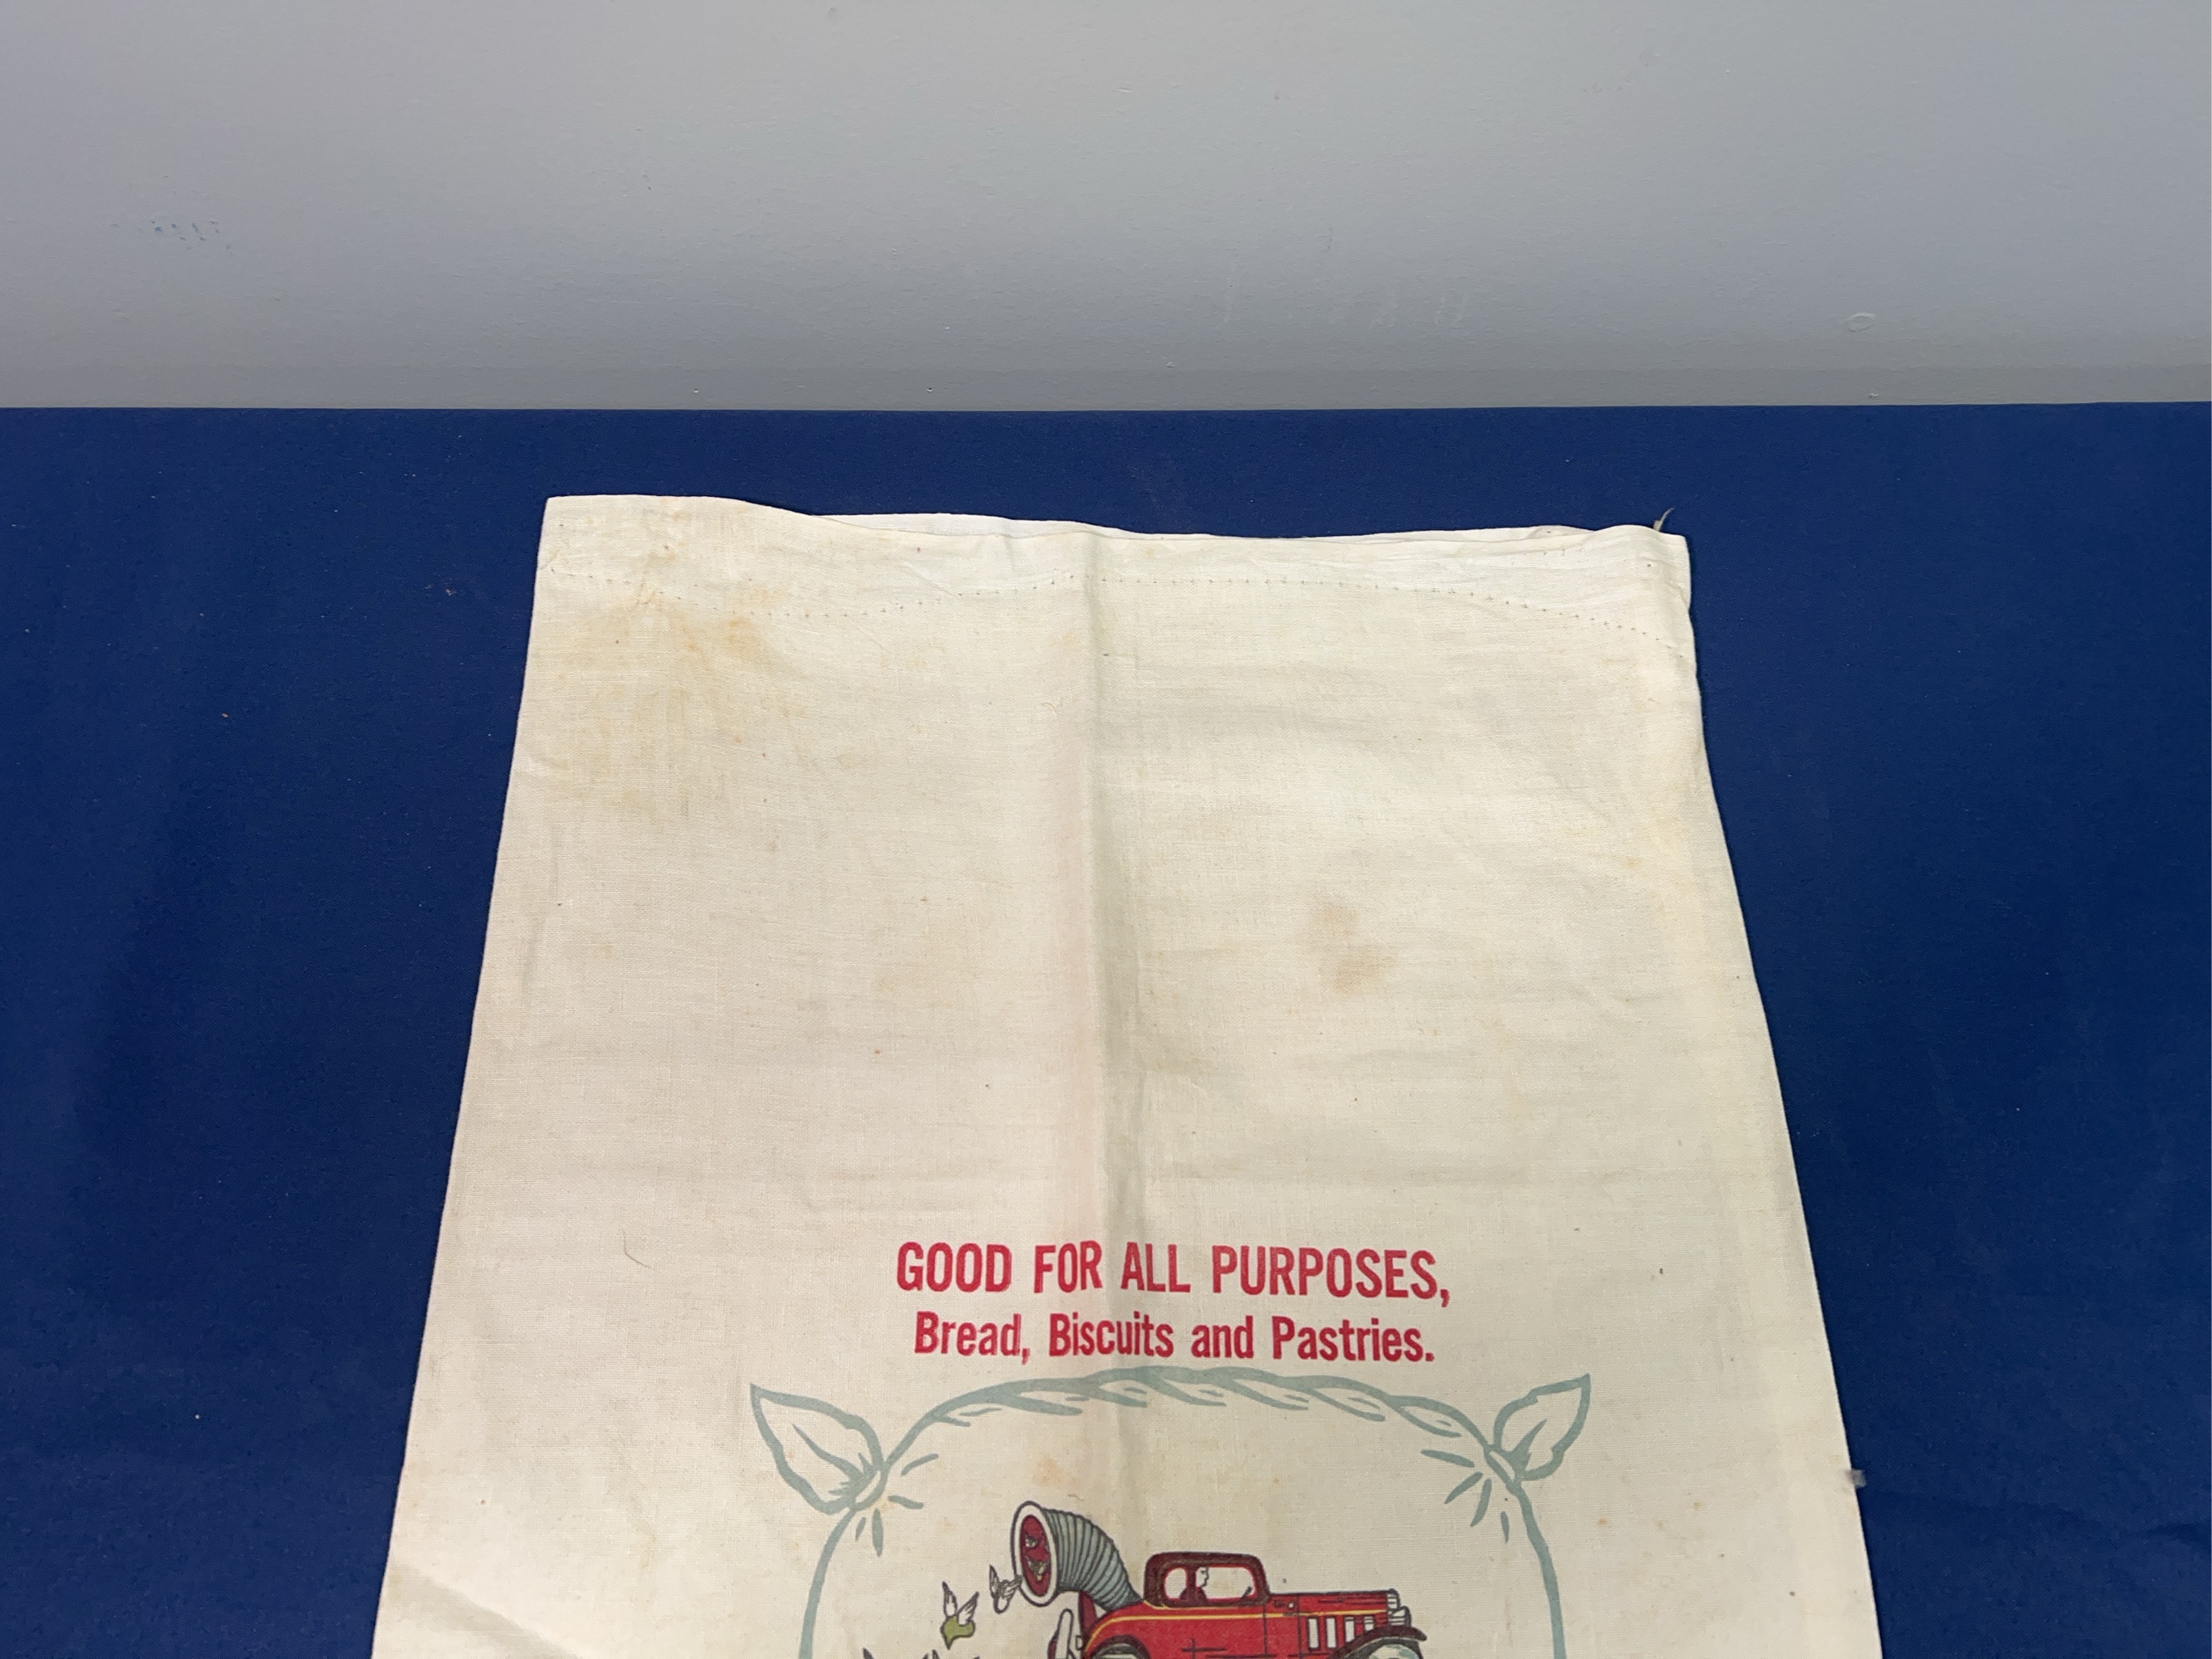 GOOD FOR ALL PURPOSES,
Bread, Biscuits and Pastries.